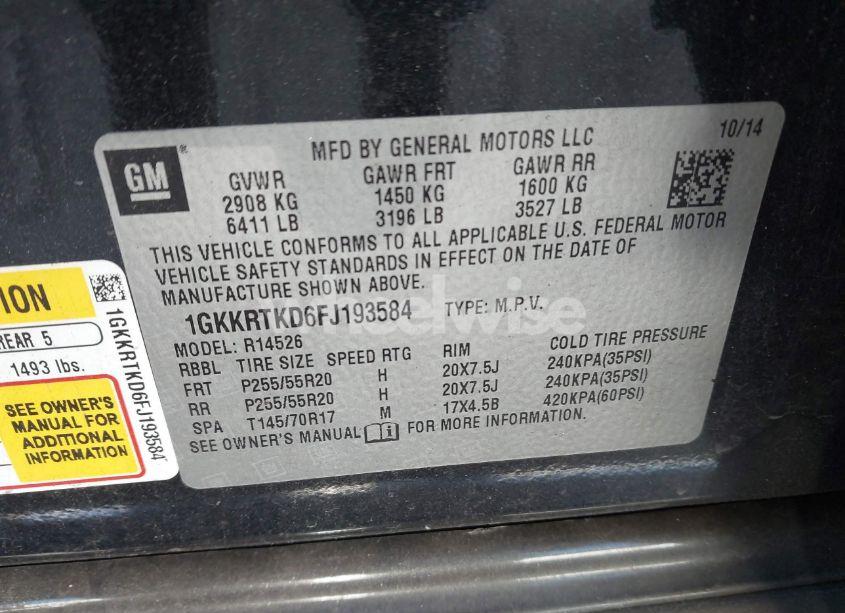 GM
MFD BY GENERAL MOTORS LLC
10/14
GVWR GAWR FRT GAWR RR
2908 KG 1450 KG 1600 KG
6411 LB 3196 LB 3527 LB
THIS VEHICLE CONFORMS TO ALL APPLICABLE U.S. FEDERAL MOTOR
VEHICLE SAFETY STANDARDS IN EFFECT ON THE DATE OF
MANUFACTURE SHOWN ABOVE.
1GKKRTKD6FJ193584 TYPE: M.P.V.
MODEL: R14526
RBBL TIRE SIZE SPEED RTG RIM COLD TIRE PRESSURE
FRT P255/55R20 H 20X7.5J 240KPA(35PSI)
RR P255/55R20 H 20X7.5J 240KPA(35PSI)
SPA T145/70R17 M 17X4.5B 420KPA(60PSI)
SEE OWNER'S MANUAL FOR MORE INFORMATION.
REAR 5
1493 lbs.
SEE OWNER'S
MANUAL FOR
ADDITIONAL
INFORMATION
1GKKRTKD6FJ193584